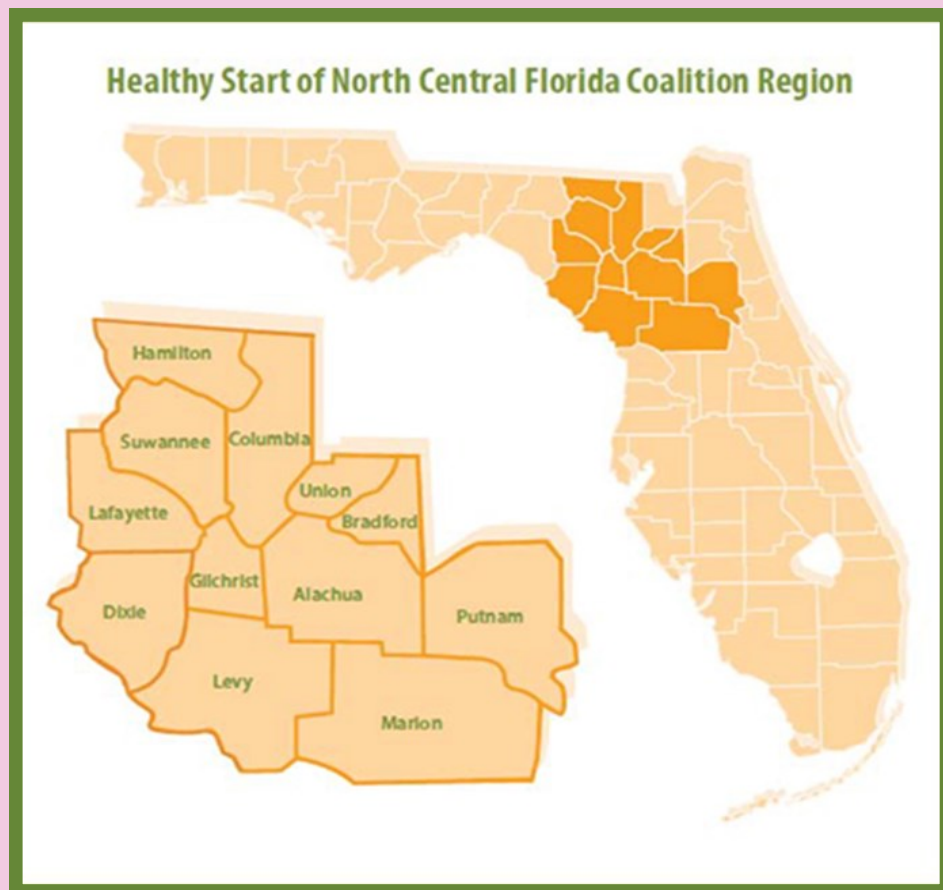 Healthy Start of North Central Florida Coalition Region
Hamilton
Suwannee
Columbia
Union
Lafayette
Bradford
Gilchrist
Alachua
Dixie
Putnam
Levy
Marion